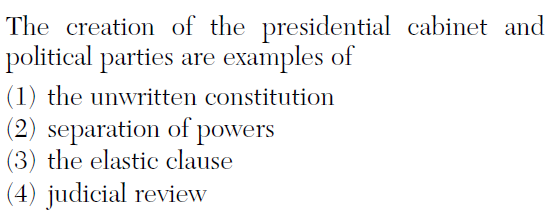 The creation of the presidential cabinet and
political parties are examples of
(1) the unwritten constitution
(2) separation of powers
(3) the elastic clause
(4) judicial review